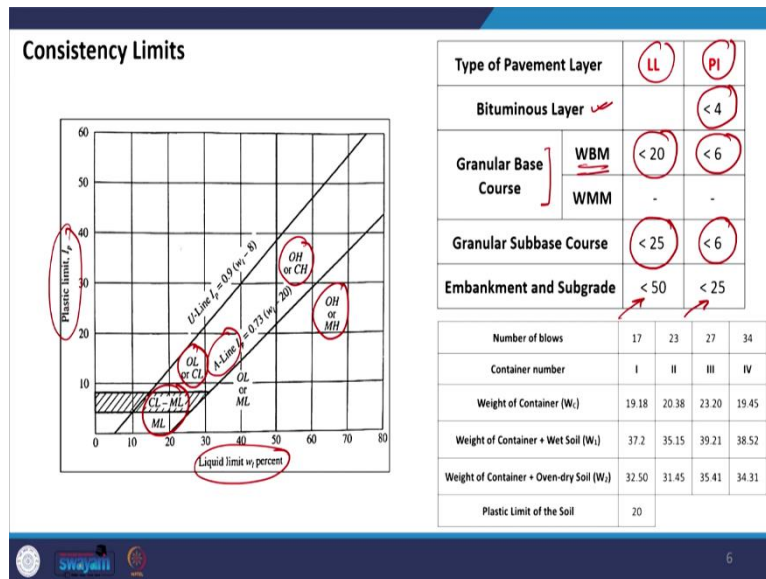 Consistency Limits
60
50
40
30
20
10
0 10 20 30 40 50 60 70 80
Plastic limit, Ip
Liquid limit wl percent
U-Line Ip = 0.9 (wl – 8)
A-Line Ip = 0.73 (wl – 20)
OH
or CH
OH
or
MH
OL
or CL
OL
or
ML
CL – ML
ML
Type of Pavement Layer LL PI
Bituminous Layer < 4
Granular Base Course WBM < 20 < 6
WMM - -
Granular Subbase Course < 25 < 6
Embankment and Subgrade < 50 < 25
Number of blows 17 23 27 34
Container number I II III IV
Weight of Container (WC) 19.18 20.38 23.20 19.45
Weight of Container + Wet Soil (W1) 37.2 35.15 39.21 38.52
Weight of Container + Oven-dry Soil (W2) 32.50 31.45 35.41 34.31
Plastic Limit of the Soil 20
swayam
6